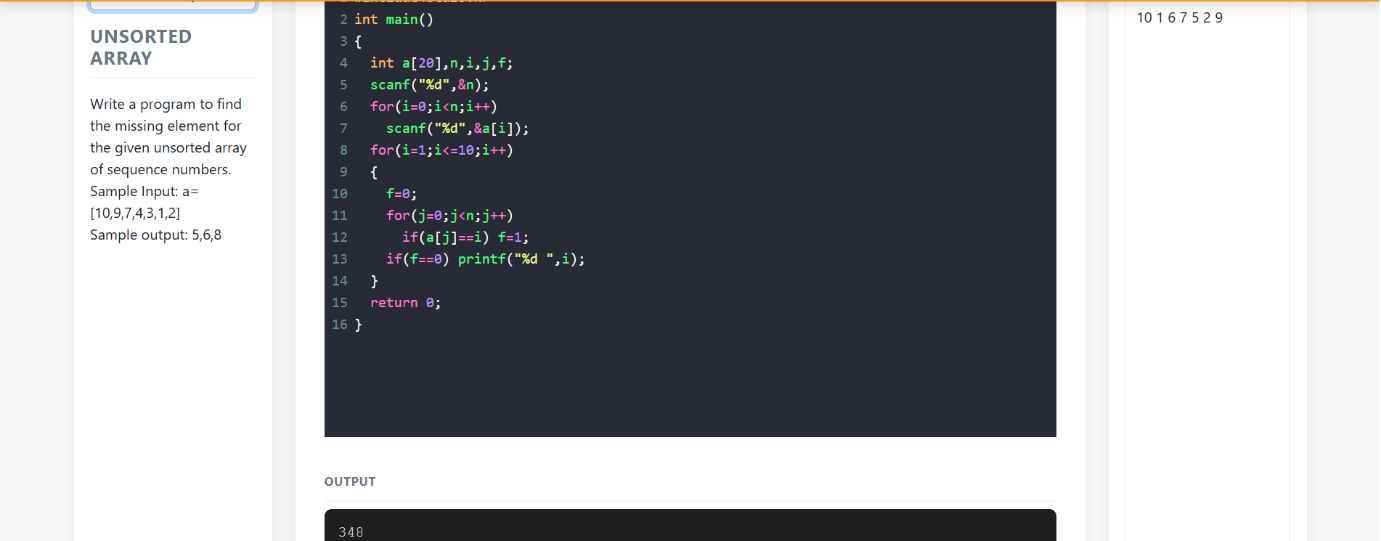 UNSORTED
ARRAY
Write a program to find
the missing element for
the given unsorted array
of sequence numbers.
Sample Input: a=
[10,9,7,4,3,1,2]
Sample output: 5,6,8
2 int main()
3 {
4 int a[20],n,i,j,f;
5 scanf("%d",&n);
6 for(i=0;i<n;i++)
7 scanf("%d",&a[i]);
8 for(i=1;i<=10;i++)
9 {
10 f=0;
11 for(j=0;j<n;j++)
12 if(a[j]==i) f=1;
13 if(f==0) printf("%d ",i);
14 }
15 return 0;
16 }
OUTPUT
348
10 1 6 7 5 2 9